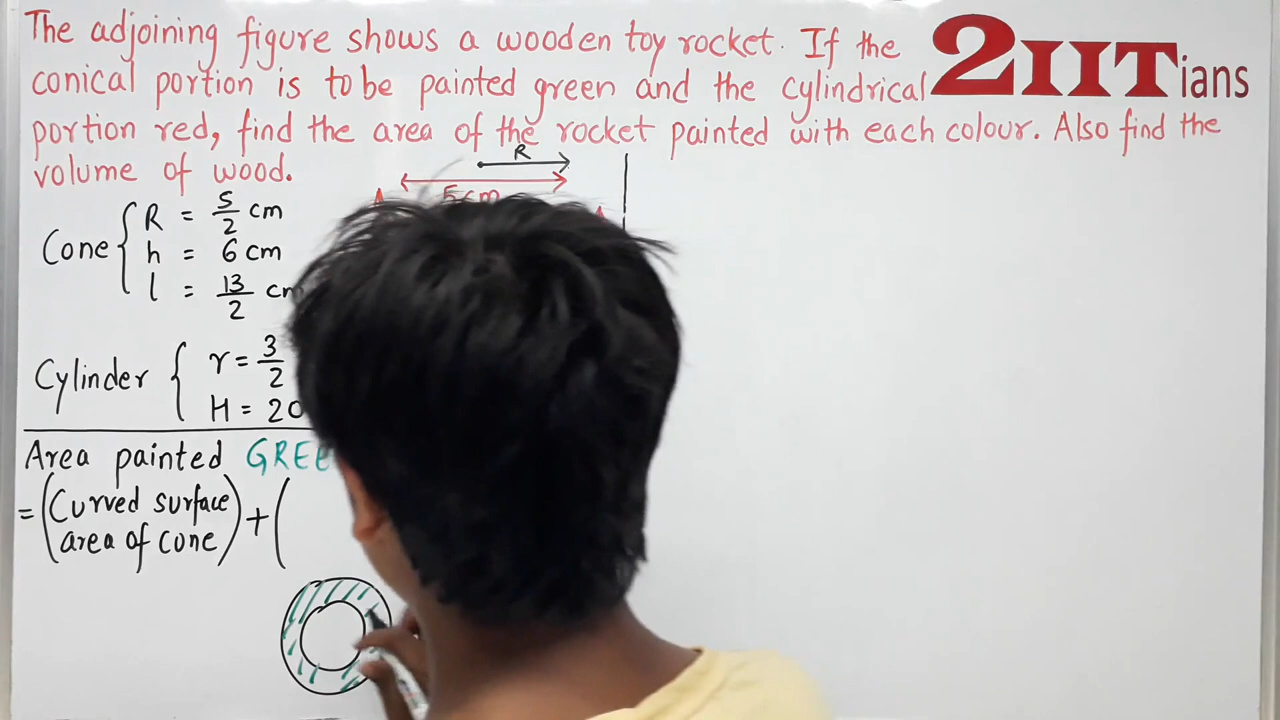 The adjoining figure shows a wooden toy rocket. If the
conical portion is to be painted green and the cylindrical
portion red, find the area of the rocket painted with each colour. Also find the
volume of wood.
2IITians
R
5cm
Cone { R = 5/2 cm
h = 6 cm
l = 13/2 cm
Cylinder { r = 3/2
H = 20
Area painted
= (Curved surface area of cone) + (